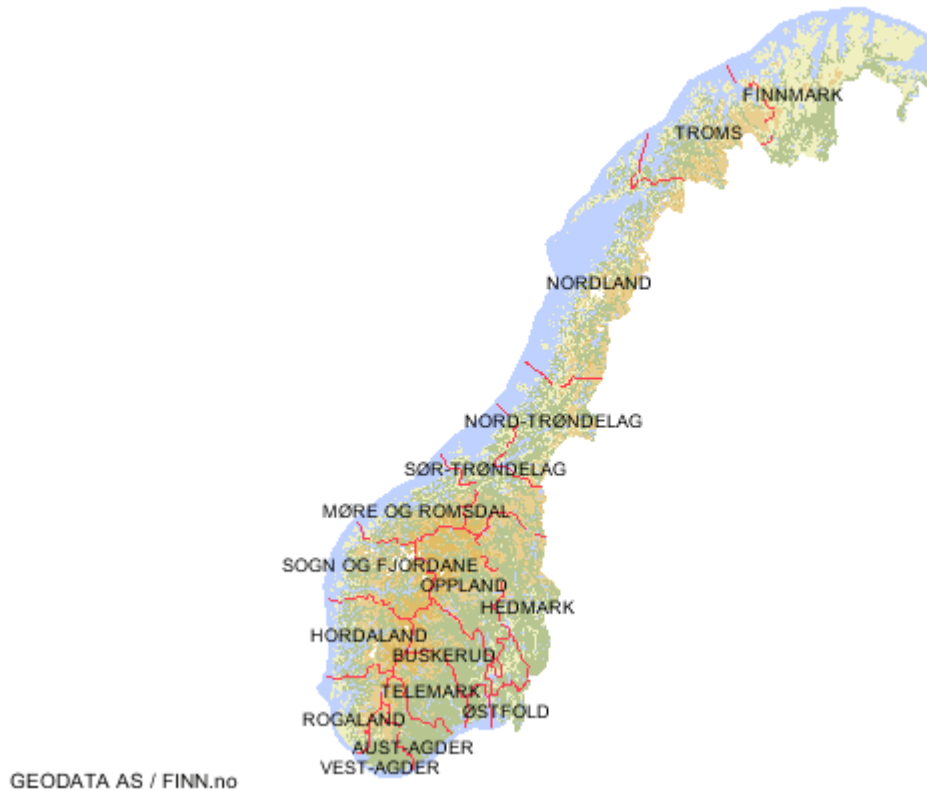 FINNMARK
TROMS
NORDLAND
NORD-TRØNDELAG
SØR-TRØNDELAG
MØRE OG ROMSDAL
SOGN OG FJORDANE
OPPLAND
HEDMARK
HORDALAND
BUSKERUD
TELEMARK
ØSTFOLD
ROGALAND
AUST-AGDER
VEST-AGDER
GEODATA AS / FINN.no